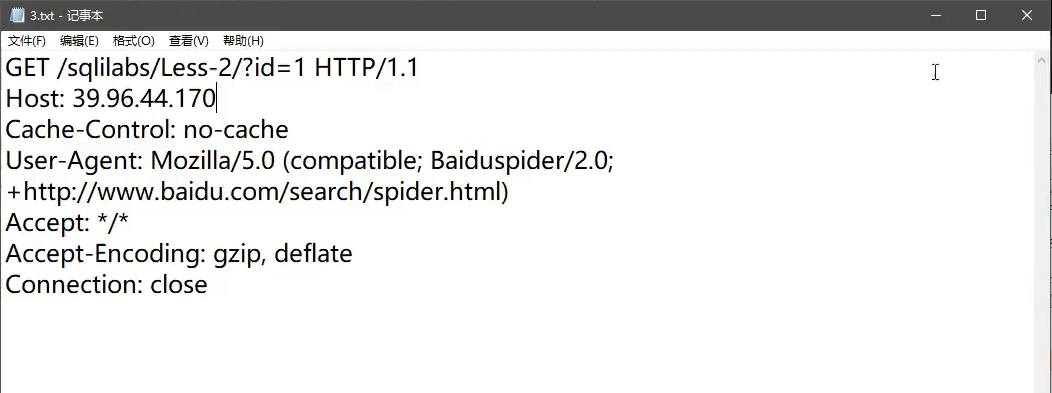 3.txt - 记事本
文件(F) 编辑(E) 格式(O) 查看(V) 帮助(H)
GET /sqlilabs/Less-2/?id=1 HTTP/1.1
Host: 39.96.44.170
Cache-Control: no-cache
User-Agent: Mozilla/5.0 (compatible; Baiduspider/2.0;
+http://www.baidu.com/search/spider.html)
Accept: */*
Accept-Encoding: gzip, deflate
Connection: close